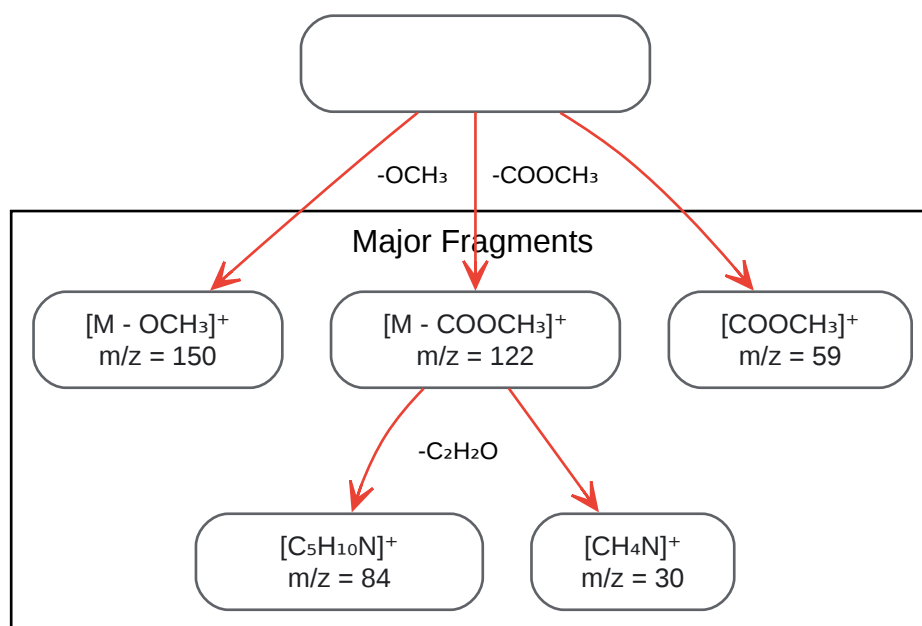 -OCH₃
-COOCH₃
Major Fragments
[M - OCH₃]⁺
m/z = 150
[M - COOCH₃]⁺
m/z = 122
[COOCH₃]⁺
m/z = 59
-C₂H₂O
[C₅H₁₀N]⁺
m/z = 84
[CH₄N]⁺
m/z = 30